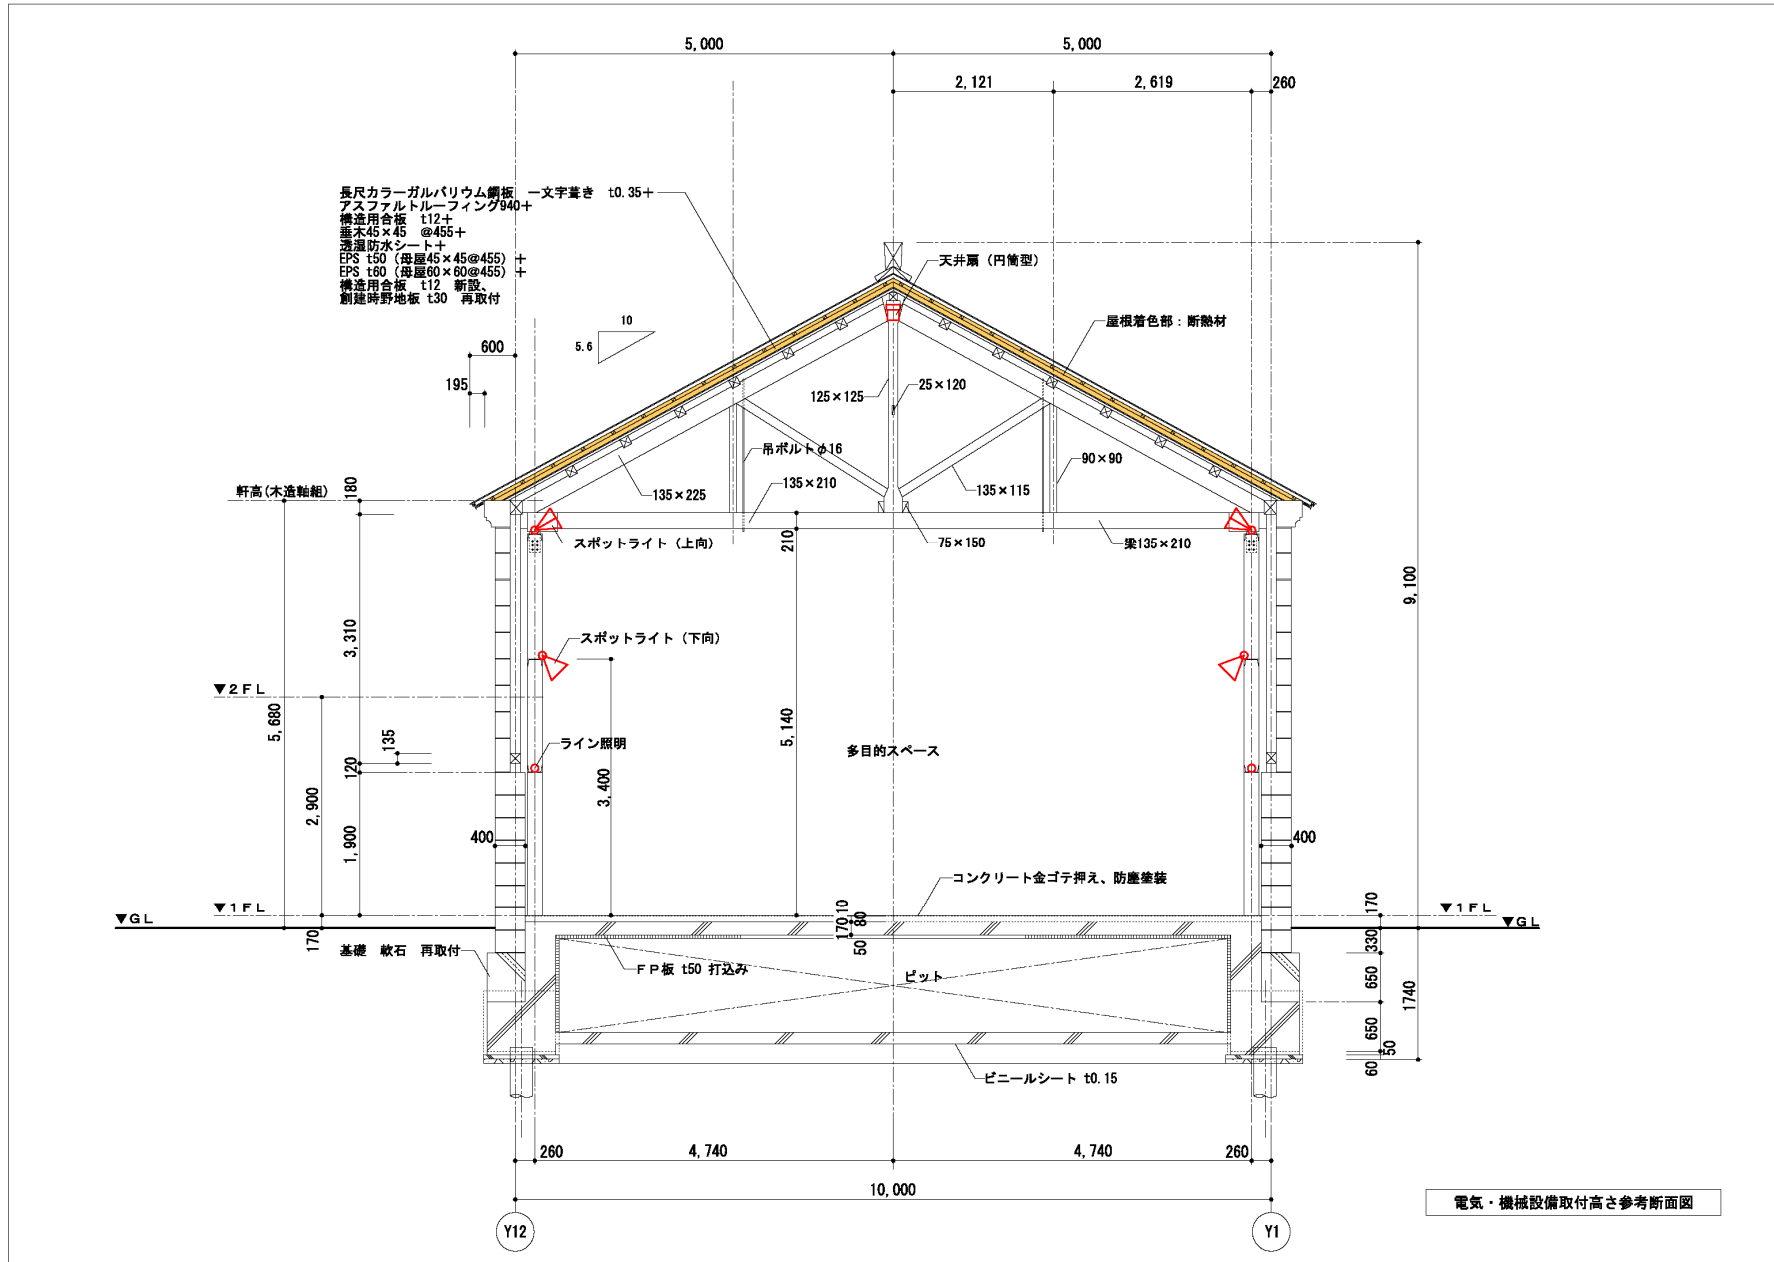 5,000
5,000
2,121
2,619
260
長尺カラーガルバリウム鋼板　一文字葺き　t0.35＋
アスファルトルーフィング940＋
構造用合板　t12＋
垂木45×45　@455＋
透湿防水シート＋
EPS t50（母屋45×45@455）＋
EPS t60（母屋60×60@455）＋
構造用合板　t12　新設、
創建時野地板 t30　再取付
天井扇（円筒型）
屋根着色部：断熱材
10
5.6
600
195
125×125
25×120
吊ボルトφ16
90×90
135×225
135×210
135×115
軒高(木造軸組)
180
スポットライト（上向）
210
75×150
梁135×210
9,100
3,310
スポットライト（下向）
▼2FL
5,680
135
5,140
ライン照明
多目的スペース
120
3,400
2,900
1,900
400
400
コンクリート金ゴテ押え、防塵塗装
▼1FL
▼GL
170
10
80
170
50
170
▼1FL
▼GL
330
基礎　軟石　再取付
FP板 t50 打込み
ピット
650
1740
650
50
60
ビニールシート t0.15
260
4,740
4,740
260
10,000
電気・機械設備取付高さ参考断面図
Y12
Y1